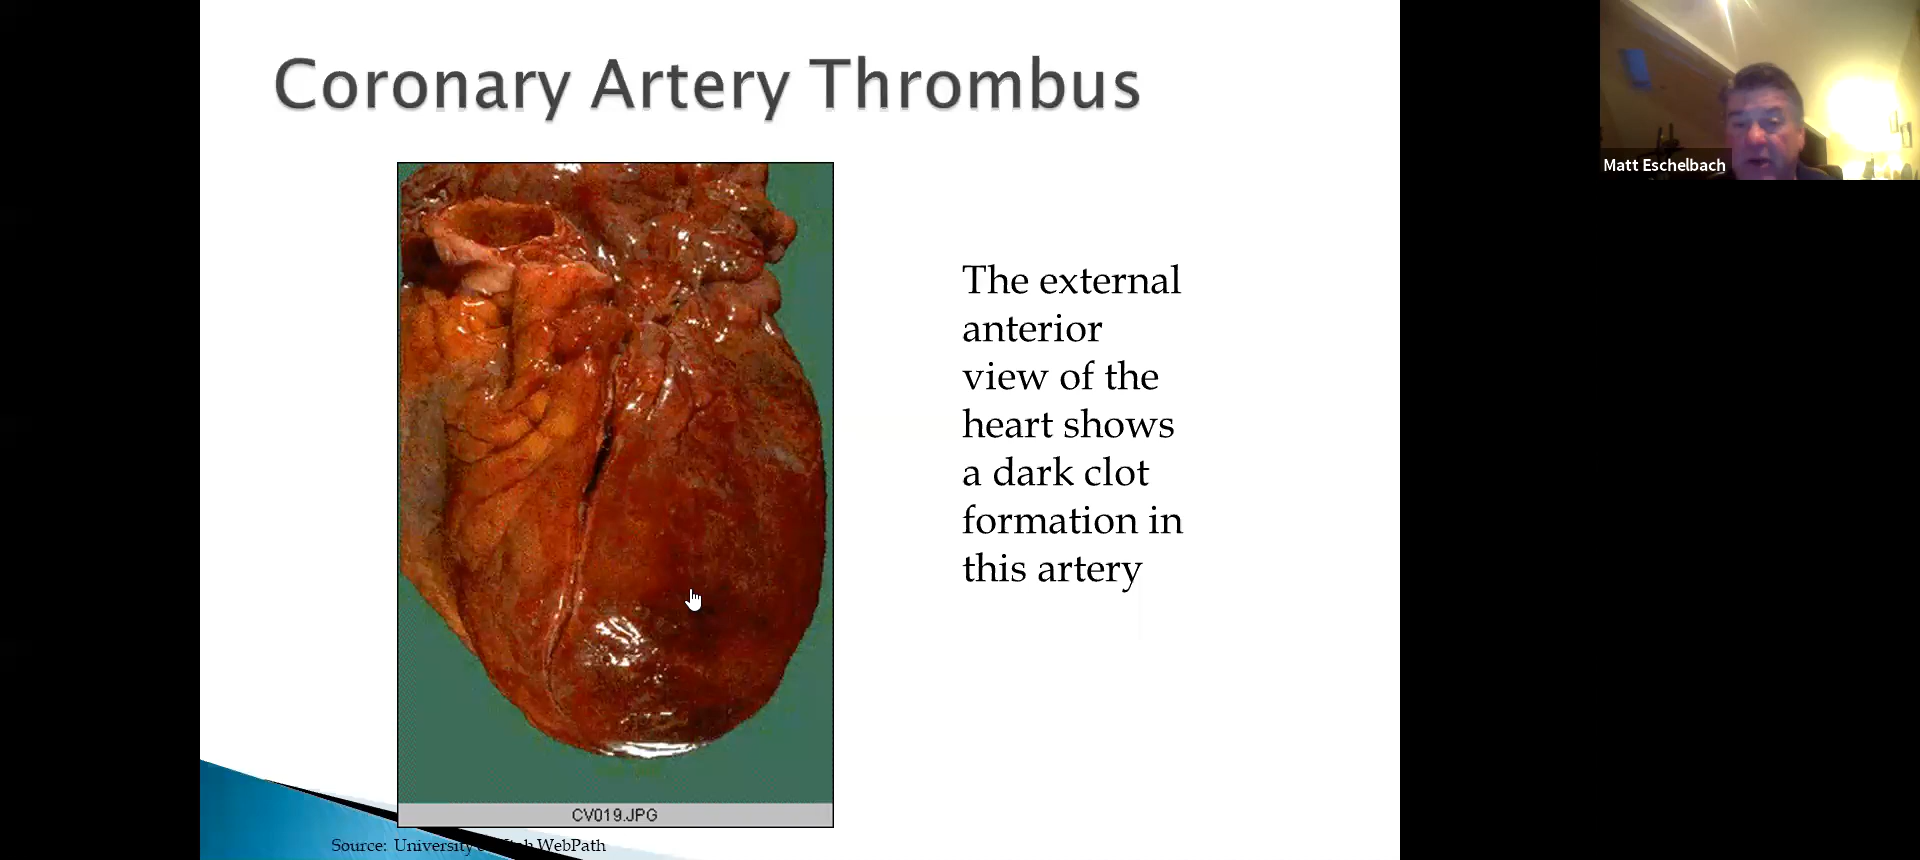 Coronary Artery Thrombus
Matt Eschelbach
The external
anterior
view of the
heart shows
a dark clot
formation in
this artery
CV019.JPG
Source: University WebPath